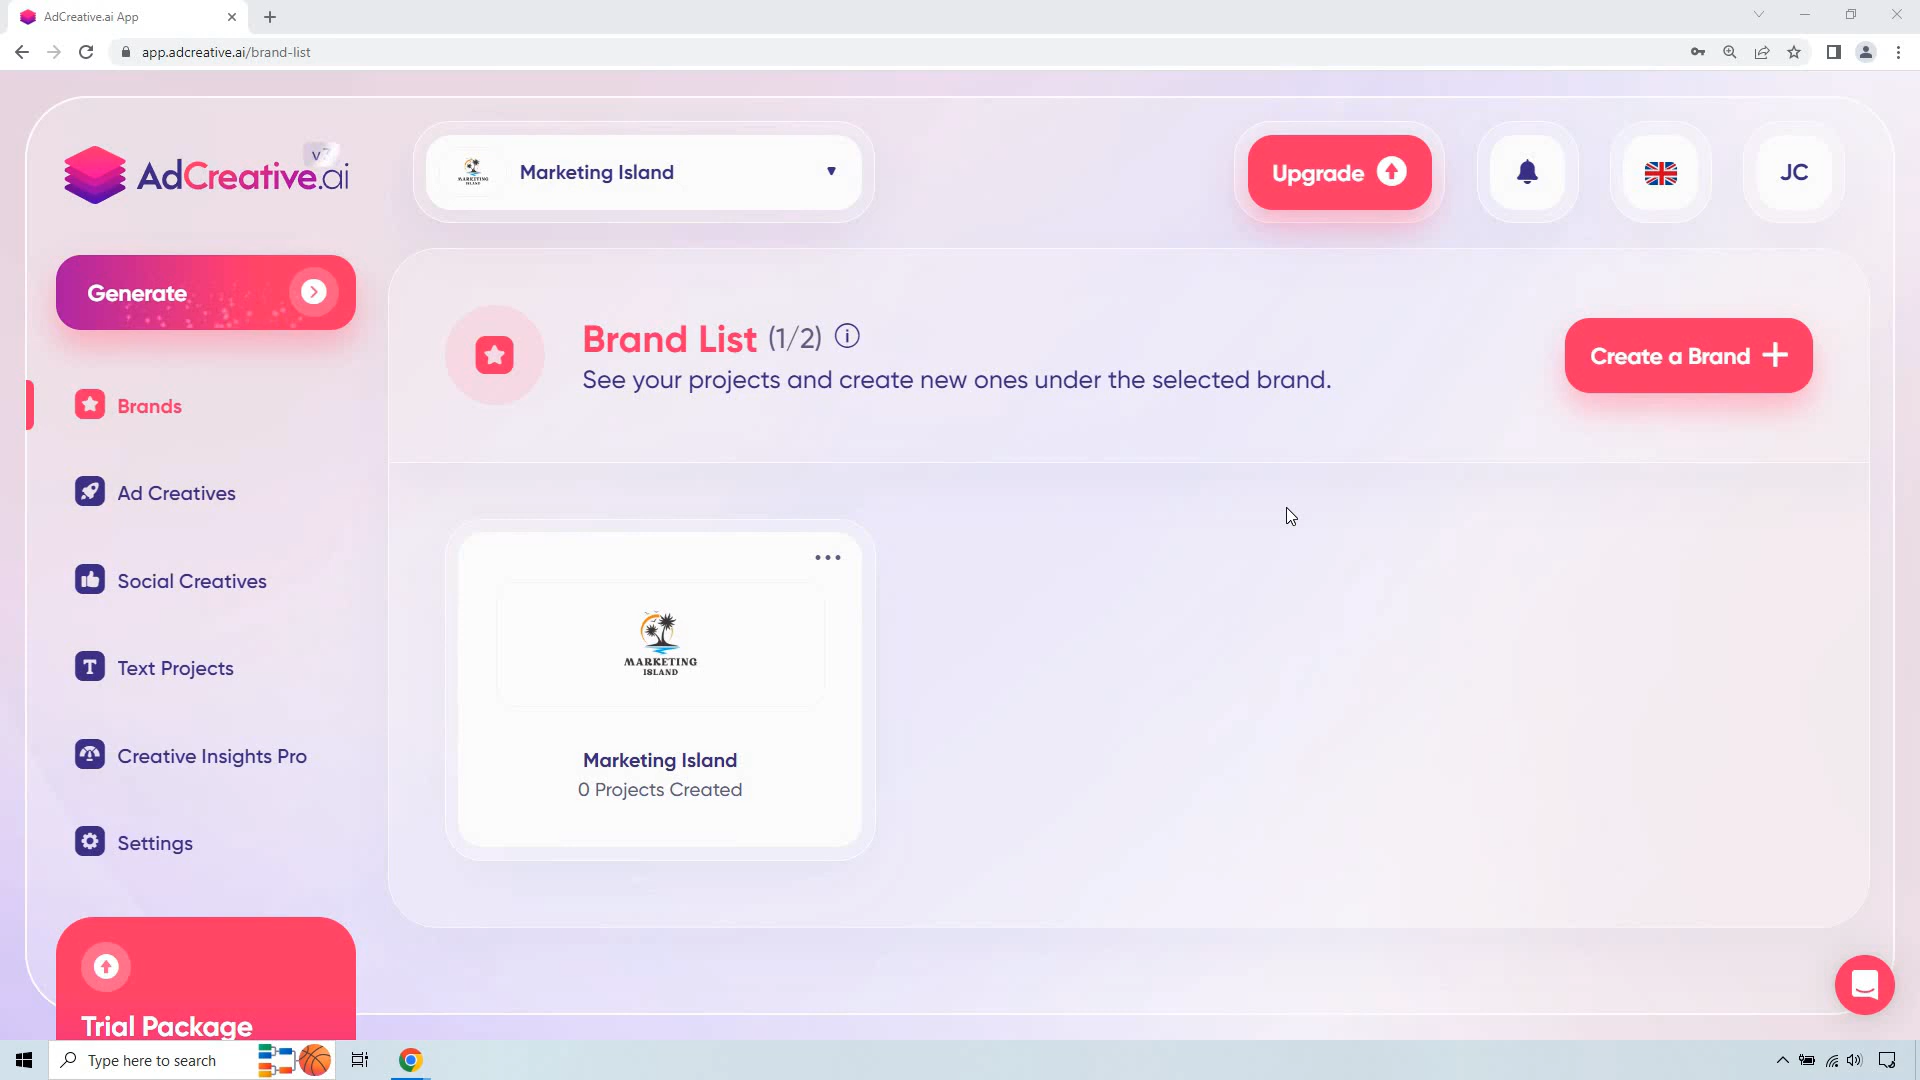 AdCreative.ai App
app.adcreative.ai/brand-list
AdCreative.ai
Marketing Island
Upgrade
JC
Generate
Brand List (1/2)
See your projects and create new ones under the selected brand.
Create a Brand
Brands
Ad Creatives
Social Creatives
Text Projects
Creative Insights Pro
Settings
MARKETING
ISLAND
Marketing Island
0 Projects Created
Trial Package
Type here to search